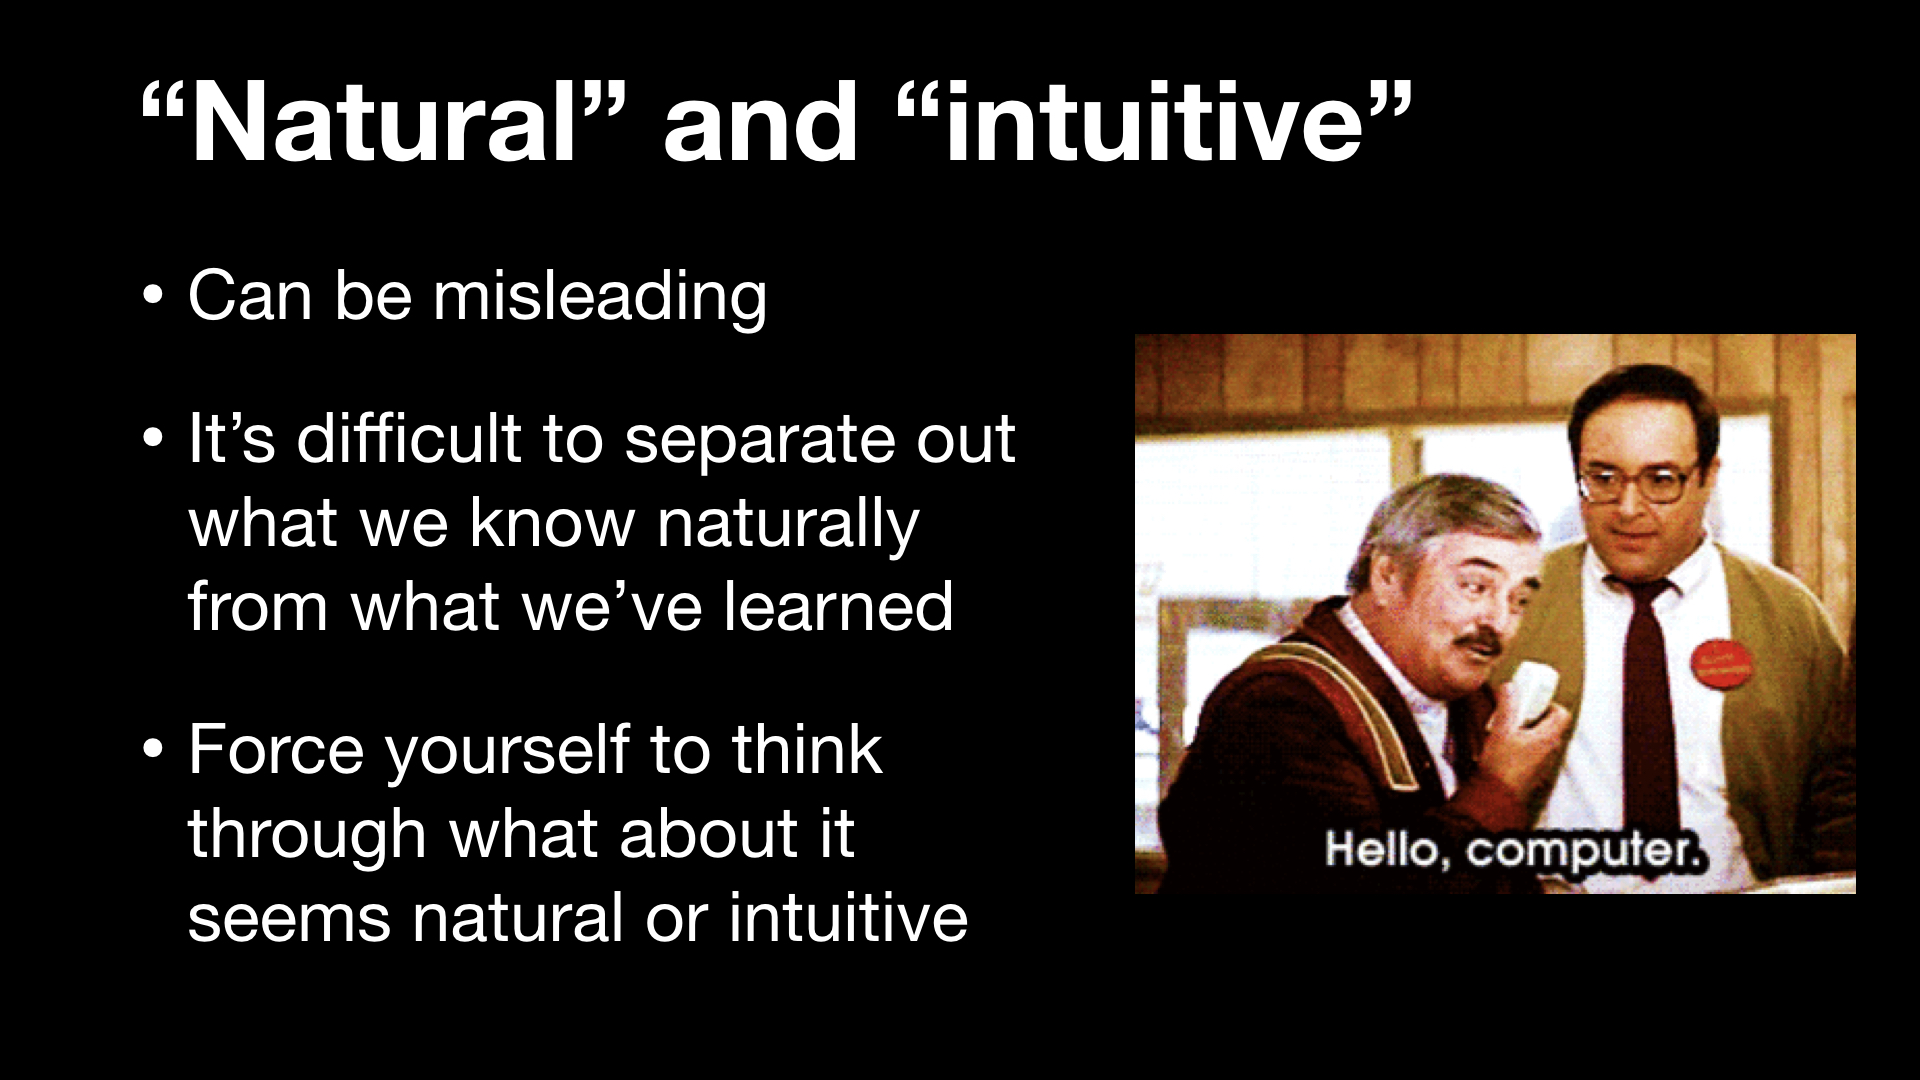 “Natural” and “intuitive”
• Can be misleading
• It’s difficult to separate out
what we know naturally
from what we’ve learned
• Force yourself to think
through what about it
seems natural or intuitive
Hello, computer.